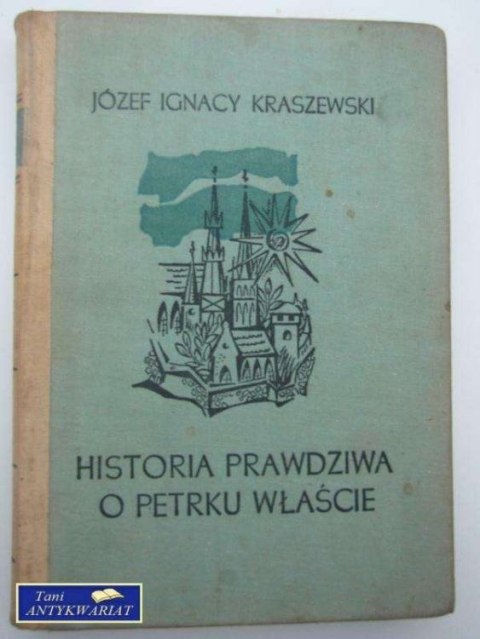 JÓZEF IGNACY KRASZEWSKI
HISTORIA PRAWDZIWA
O PETRKU WŁAŚCIE
Tani
ANTYKWARIAT